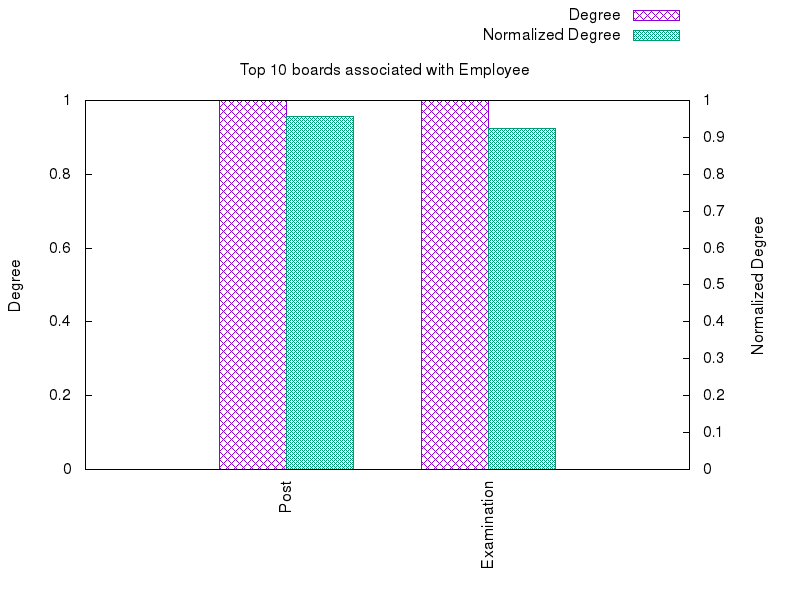 Degree
Normalized Degree
Top 10 boards associated with Employee
1
0.8
0.6
0.4
0.2
0
Degree
1
0.9
0.8
0.7
0.6
0.5
0.4
0.3
0.2
0.1
0
Normalized Degree
Post
Examination